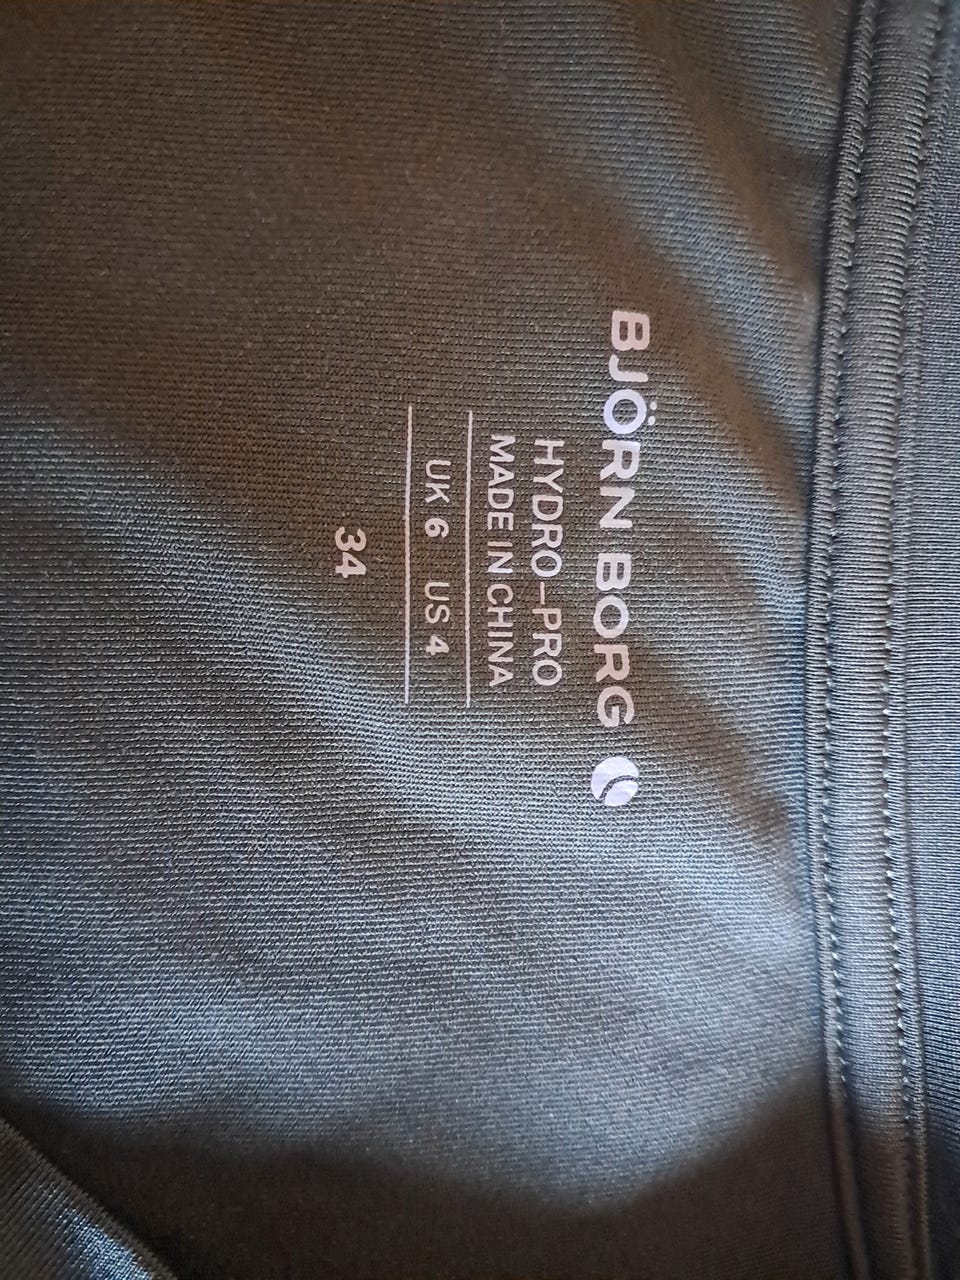 BJÖRN BORG
HYDRO-PRO
MADE IN CHINA
UK 6 US 4
34